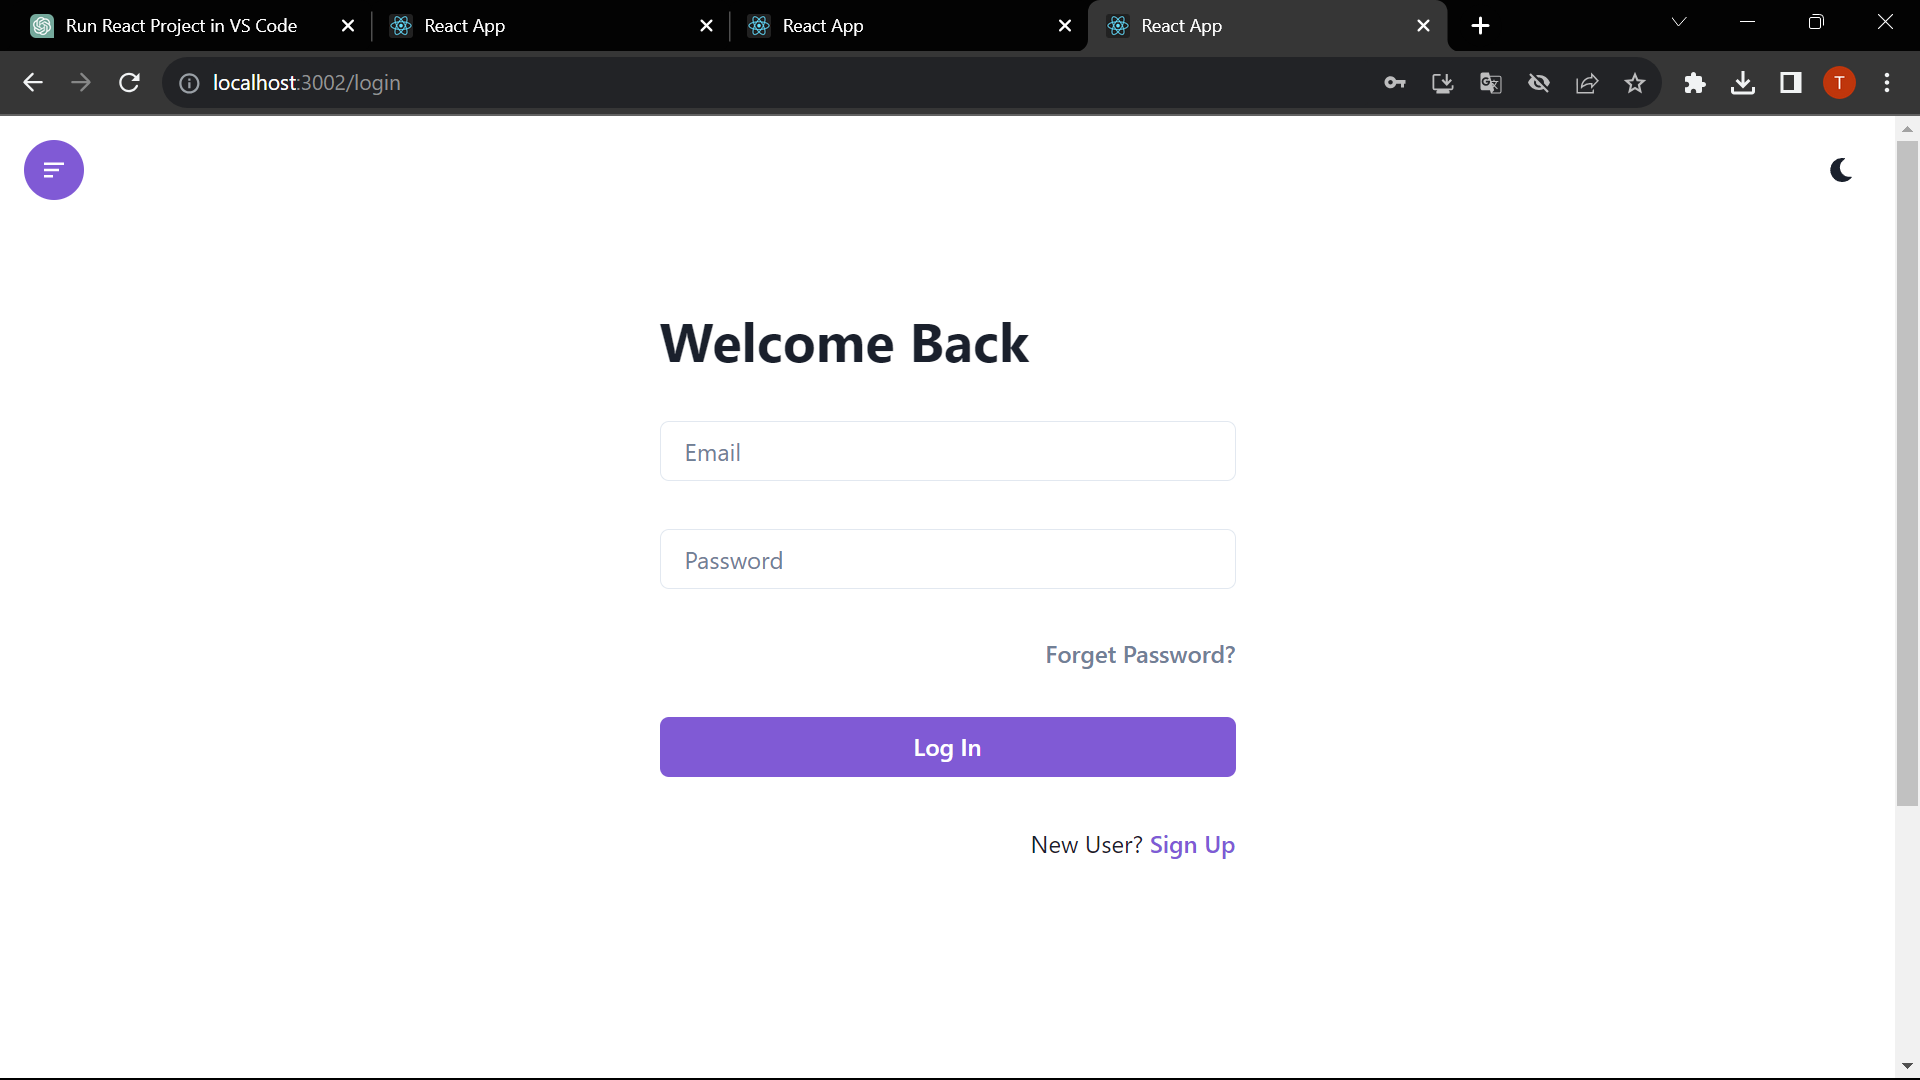 Run React Project in VS Code
React App
React App
React App
localhost:3002/login
T
Welcome Back
Email
Password
Forget Password?
Log In
New User? Sign Up